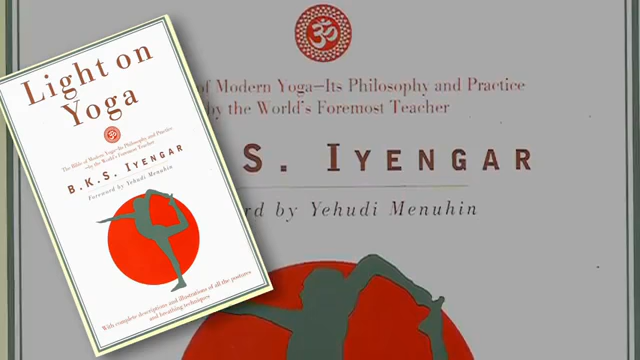 Light on
Yoga
ॐ
The Bible of Modern Yoga—Its Philosophy and Practice
—by the World's Foremost Teacher
B.K.S. IYENGAR
Foreword by Yehudi Menuhin
With complete descriptions and illustrations of all the postures
and breathing techniques
ॐ
of Modern Yoga—Its Philosophy and Practice
by the World's Foremost Teacher
S. IYENGAR
rd by Yehudi Menuhin